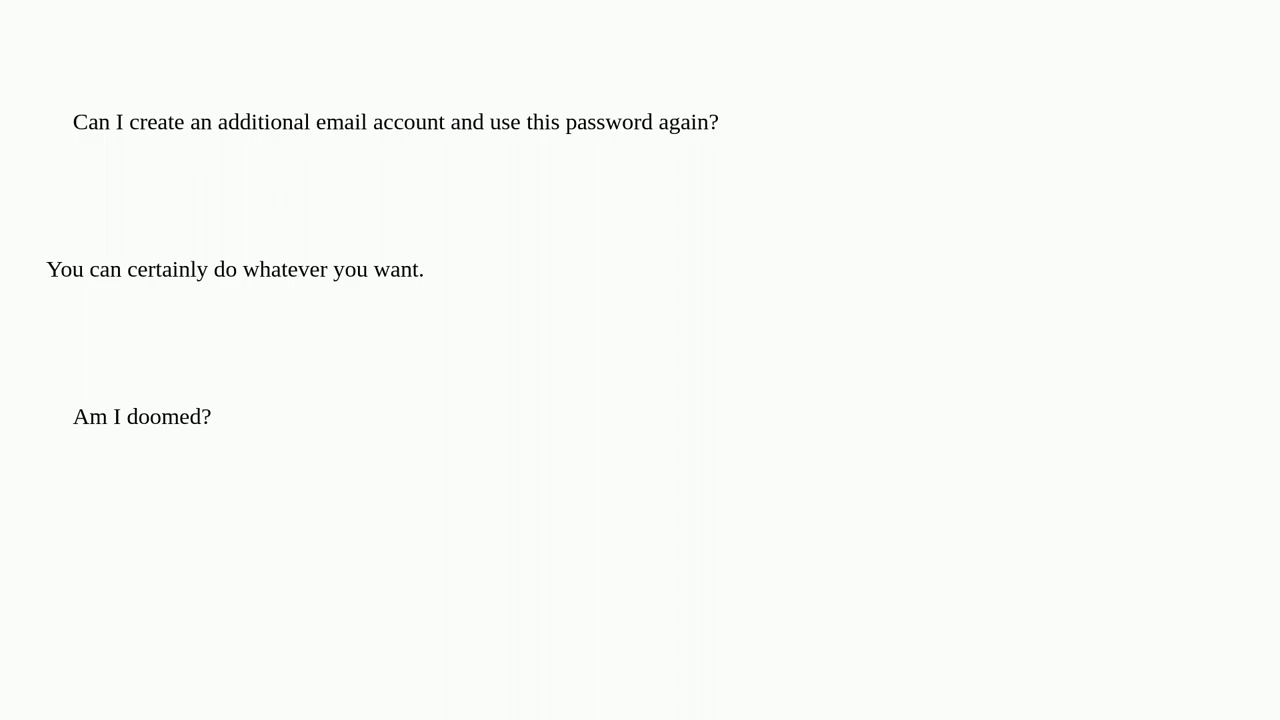 Can I create an additional email account and use this password again?
You can certainly do whatever you want.
Am I doomed?